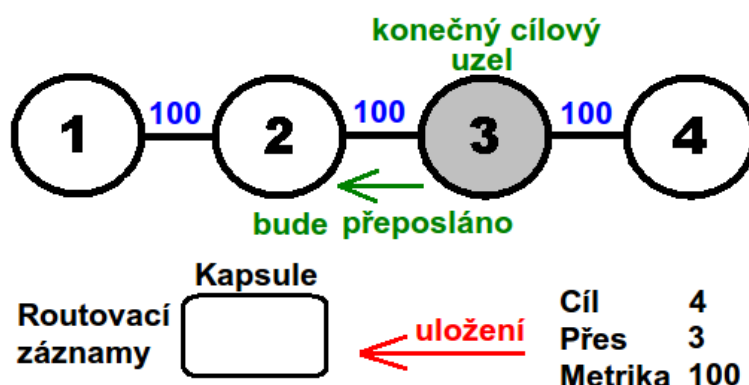 konečný cílový
uzel
1 100 2 100 3 100 4
bude přeposláno
Kapsule
Routovací
záznamy
uložení
Cíl 4
Přes 3
Metrika 100